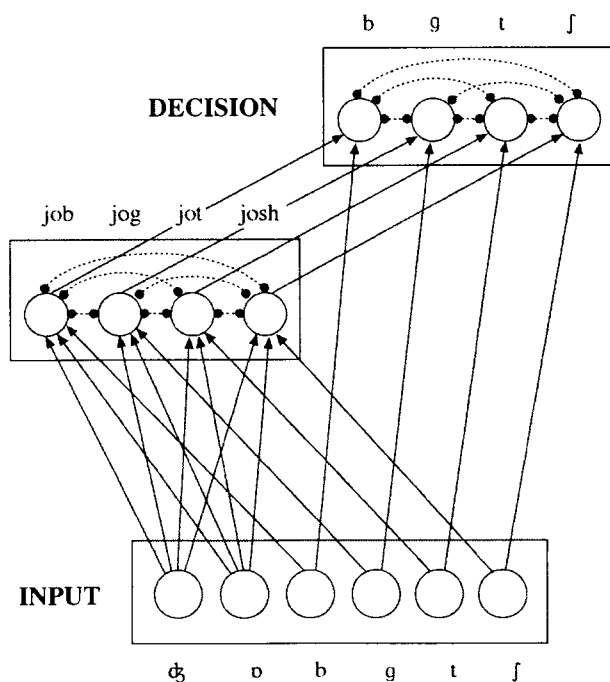 b g t ʃ
DECISION
job jog jot josh
INPUT
ʤ ɒ b g t ʃ